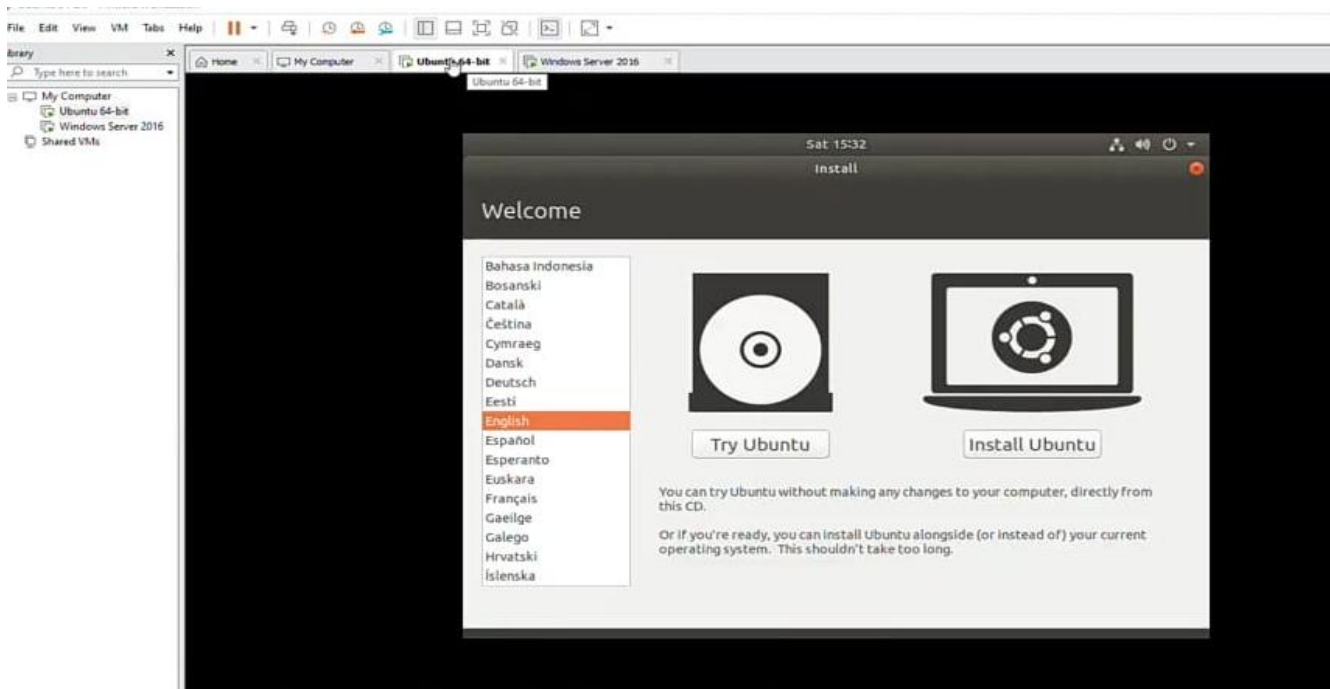 File Edit View VM Tabs Help
Library
Type here to search
My Computer
Ubuntu 64-bit
Windows Server 2016
Shared VMs
Home
My Computer
Ubuntu 64-bit
Windows Server 2016
Ubuntu 64-bit
Sat 15:32
Install
Welcome
Bahasa Indonesia
Bosanski
Català
Čeština
Cymraeg
Dansk
Deutsch
Eesti
English
Español
Esperanto
Euskara
Français
Gaeilge
Galego
Hrvatski
Íslenska
Try Ubuntu
Install Ubuntu
You can try Ubuntu without making any changes to your computer, directly from
this CD.
Or if you're ready, you can install Ubuntu alongside (or instead of) your current
operating system. This shouldn't take too long.